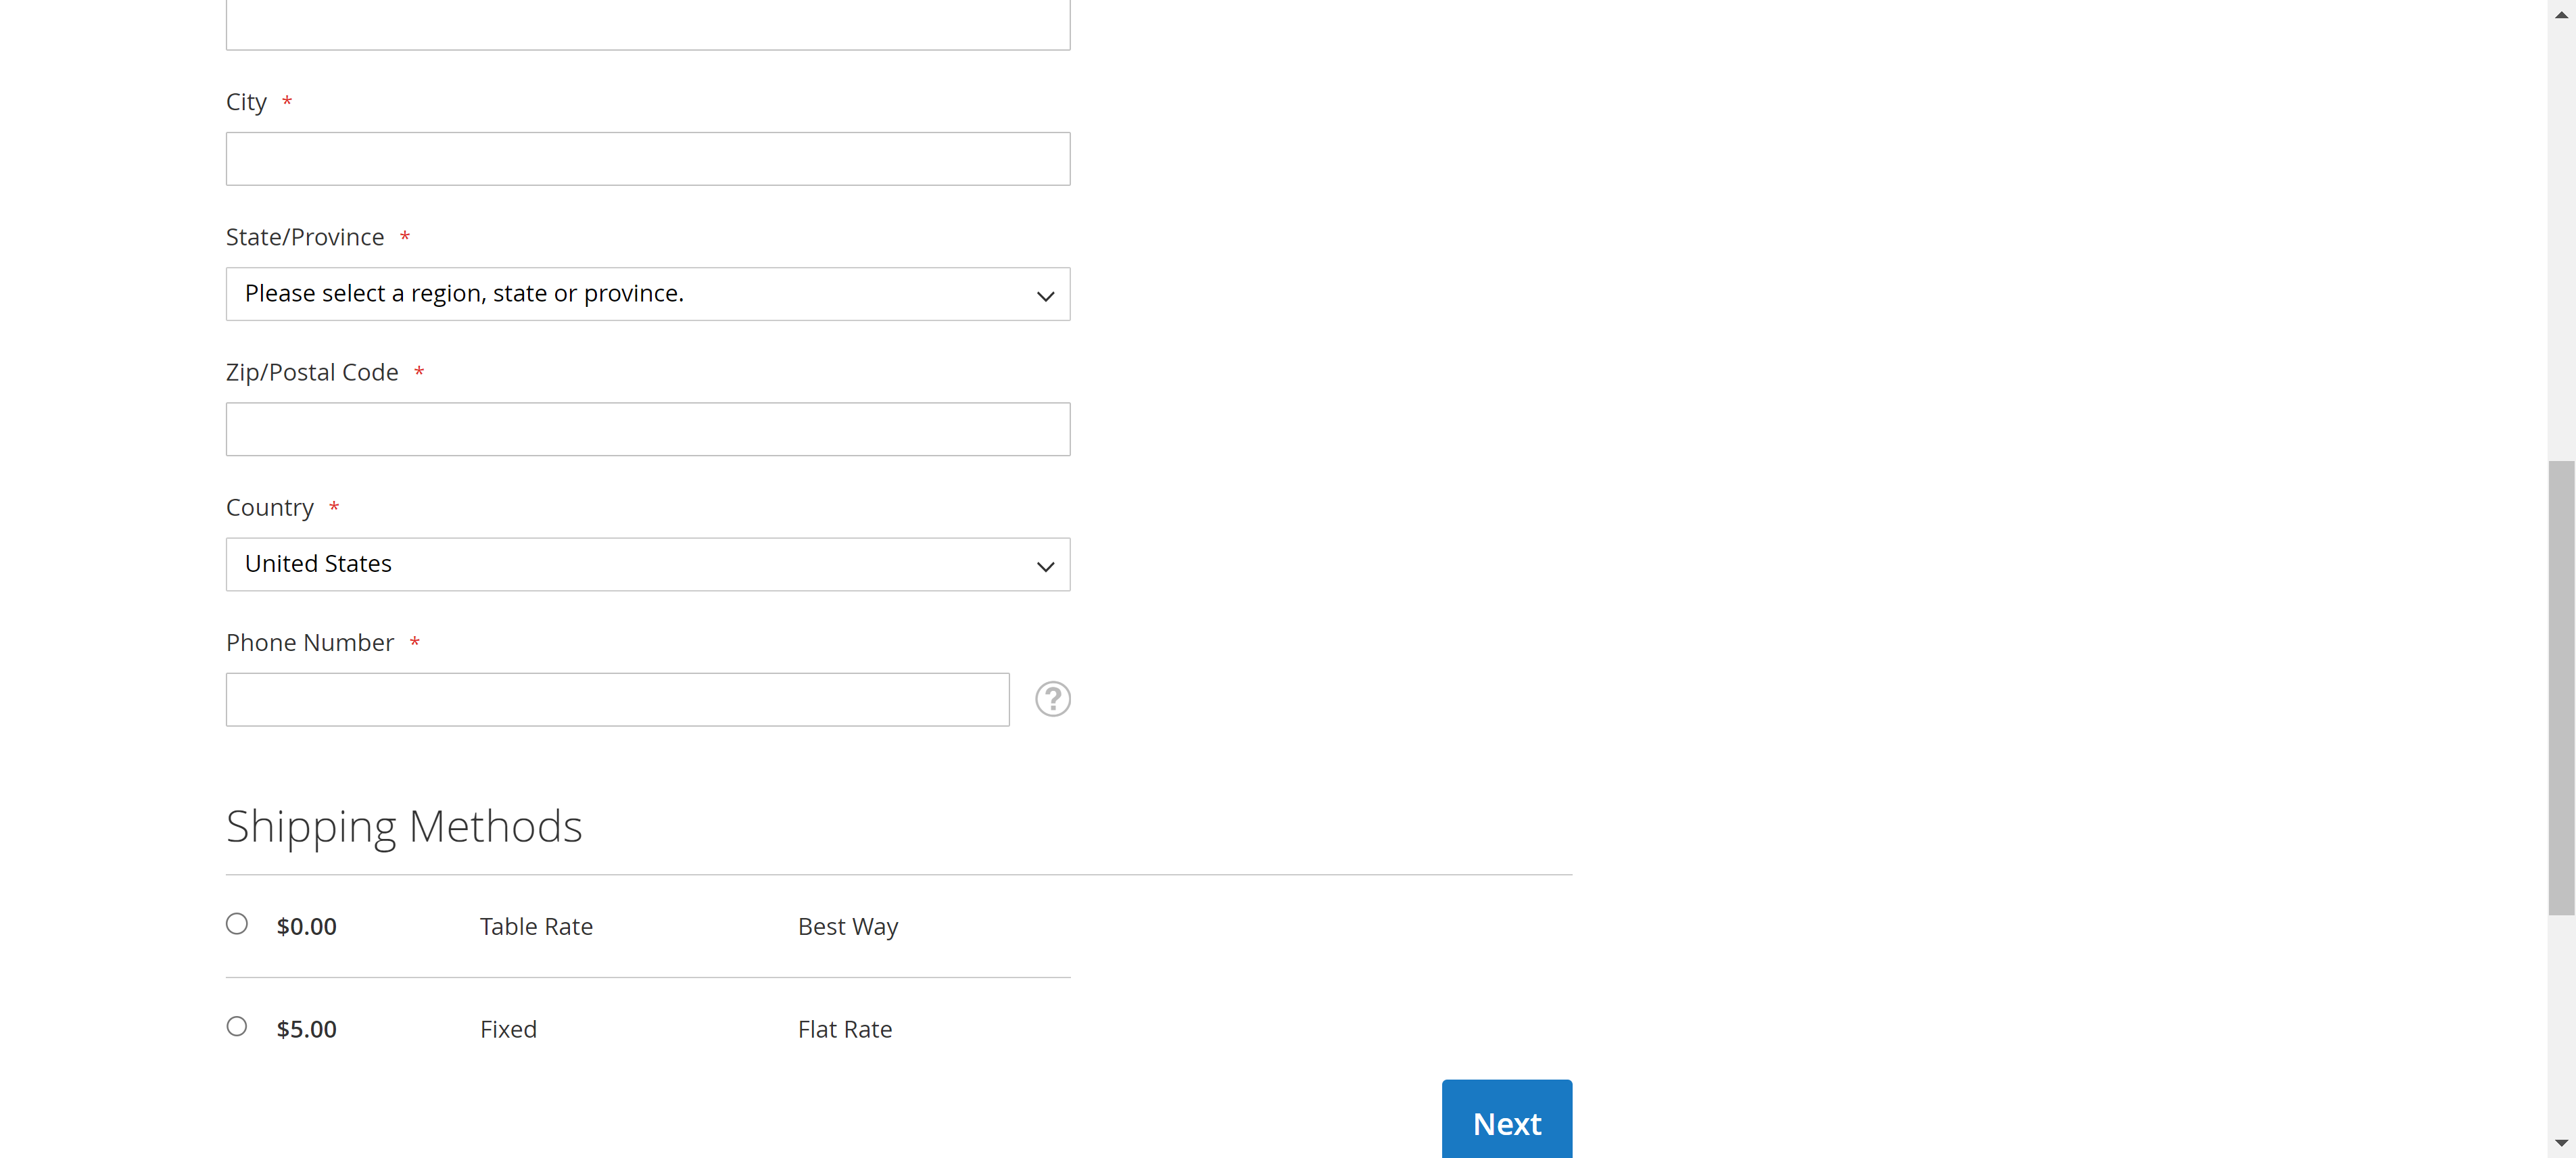 City *
State/Province *
Please select a region, state or province.
Zip/Postal Code *
Country *
United States
Phone Number *
?
Shipping Methods
$0.00 Table Rate Best Way
$5.00 Fixed Flat Rate
Next